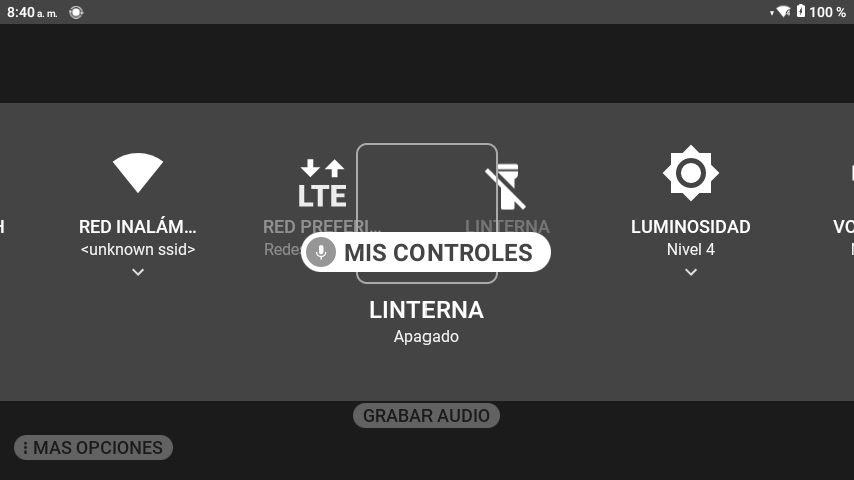 8:40 a. m.
100 %
LTE
RED INALÁM...
RED PREFERI...
LINTERNA
LUMINOSIDAD
<unknown ssid>
Nivel 4
MIS CONTROLES
LINTERNA
Apagado
GRABAR AUDIO
MAS OPCIONES